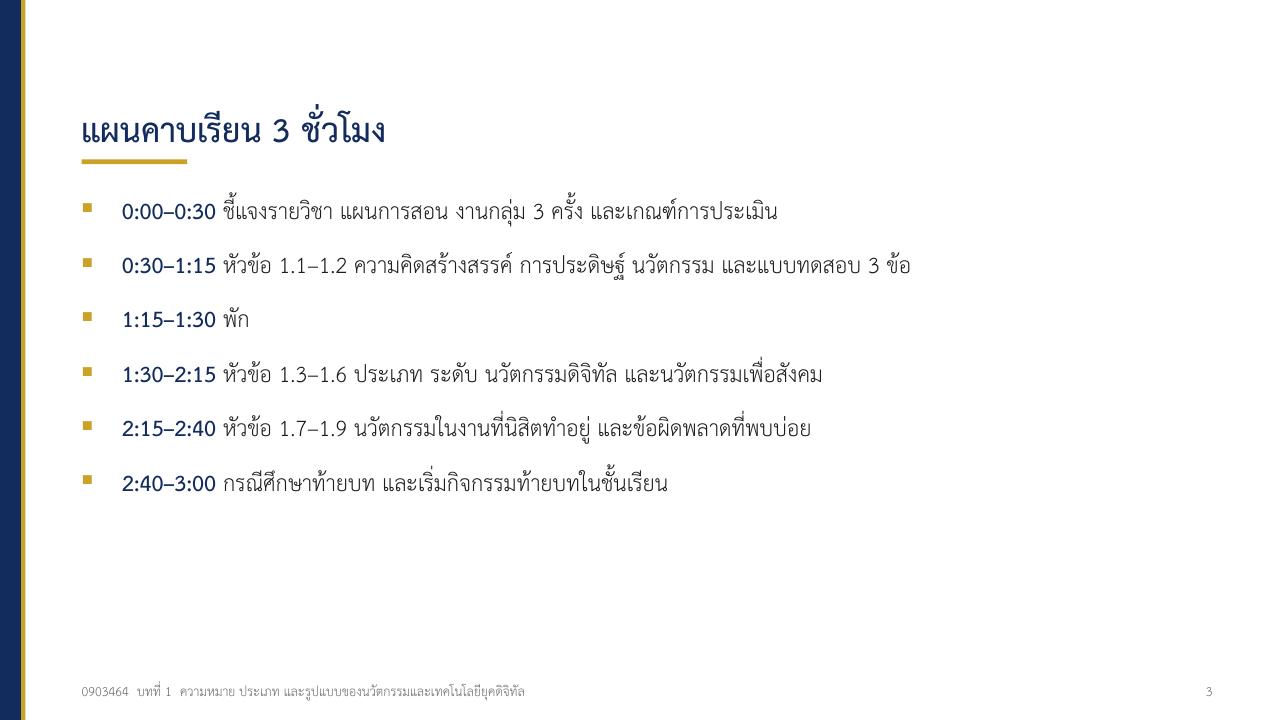 แผนคาบเรียน 3 ชั่วโมง
0:00–0:30 ชี้แจงรายวิชา แผนการสอน งานกลุ่ม 3 ครั้ง และเกณฑ์การประเมิน
0:30–1:15 หัวข้อ 1.1–1.2 ความคิดสร้างสรรค์ การประดิษฐ์ นวัตกรรม และแบบทดสอบ 3 ข้อ
1:15–1:30 พัก
1:30–2:15 หัวข้อ 1.3–1.6 ประเภท ระดับ นวัตกรรมดิจิทัล และนวัตกรรมเพื่อสังคม
2:15–2:40 หัวข้อ 1.7–1.9 นวัตกรรมในงานที่นิสิตทำอยู่ และข้อผิดพลาดที่พบบ่อย
2:40–3:00 กรณีศึกษาท้ายบท และเริ่มกิจกรรมท้ายบทในชั้นเรียน
0903464 บทที่ 1 ความหมาย ประเภท และรูปแบบของนวัตกรรมและเทคโนโลยียุคดิจิทัล
3